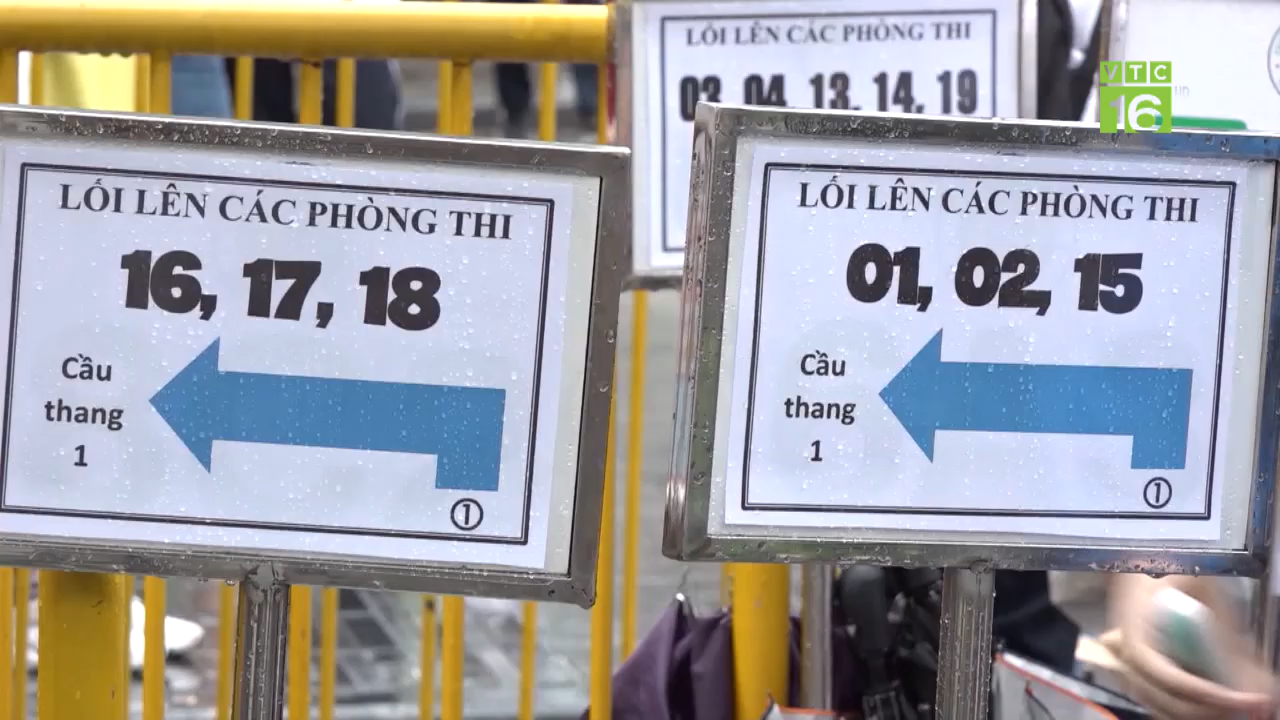 LỐI LÊN CÁC PHÒNG THI
03, 04, 13, 14, 19
VTC
16
LỐI LÊN CÁC PHÒNG THI
16, 17, 18
Cầu
thang
1
①
LỐI LÊN CÁC PHÒNG THI
01, 02, 15
Cầu
thang
1
①